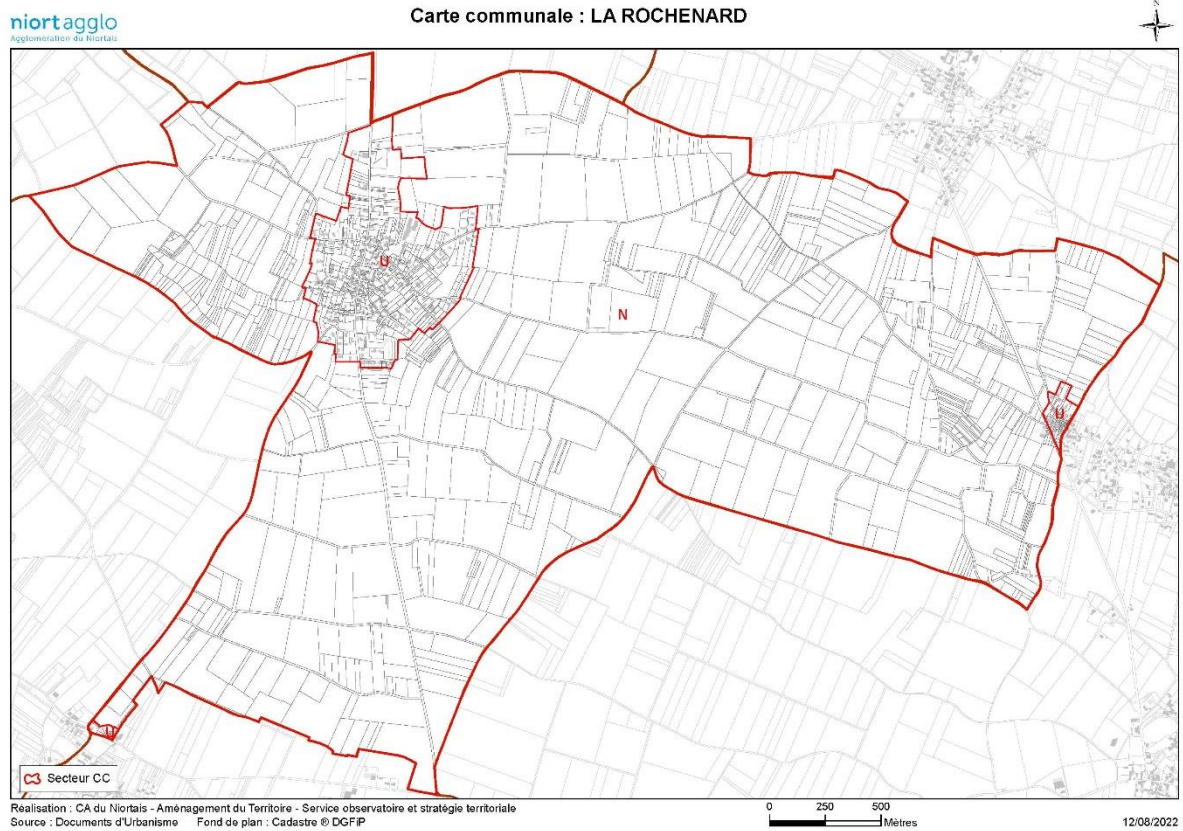 niortagglo
Agglomération du Niortais
Carte communale : LA ROCHENARD
N
U
N
U
U
Secteur CC
Réalisation : CA du Niortais - Aménagement du Territoire - Service observatoire et stratégie territoriale
Source : Documents d'Urbanisme Fond de plan : Cadastre ® DGFiP
0 250 500
Mètres
12/08/2022